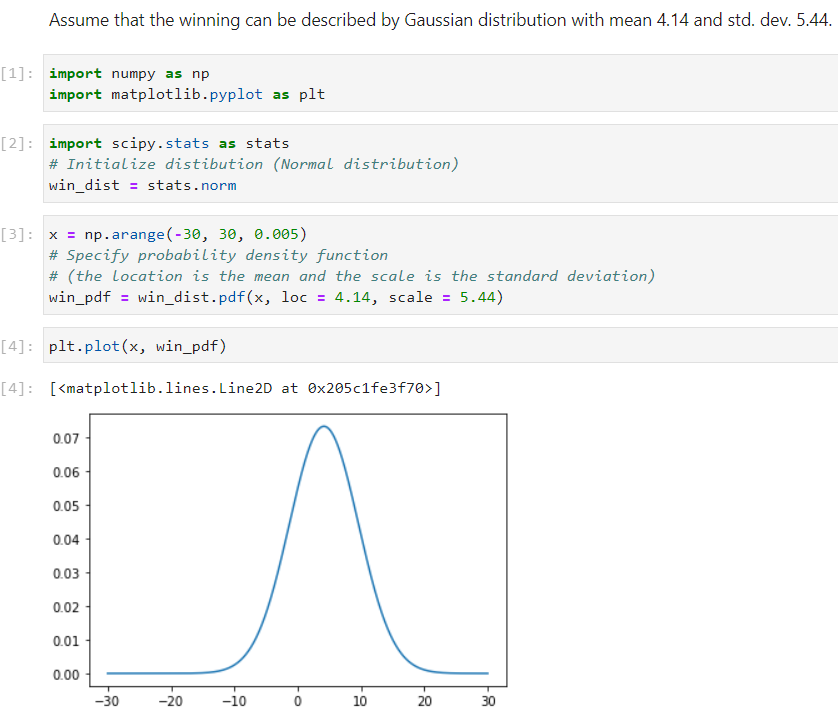 Assume that the winning can be described by Gaussian distribution with mean 4.14 and std. dev. 5.44.
[1]: import numpy as np
import matplotlib.pyplot as plt
[2]: import scipy.stats as stats
# Initialize distibution (Normal distribution)
win_dist = stats.norm
[3]: x = np.arange(-30, 30, 0.005)
# Specify probability density function
# (the location is the mean and the scale is the standard deviation)
win_pdf = win_dist.pdf(x, loc = 4.14, scale = 5.44)
[4]: plt.plot(x, win_pdf)
[4]: [<matplotlib.lines.Line2D at 0x205c1fe3f70>]
0.07
0.06
0.05
0.04
0.03
0.02
0.01
0.00
−30 −20 −10 0 10 20 30